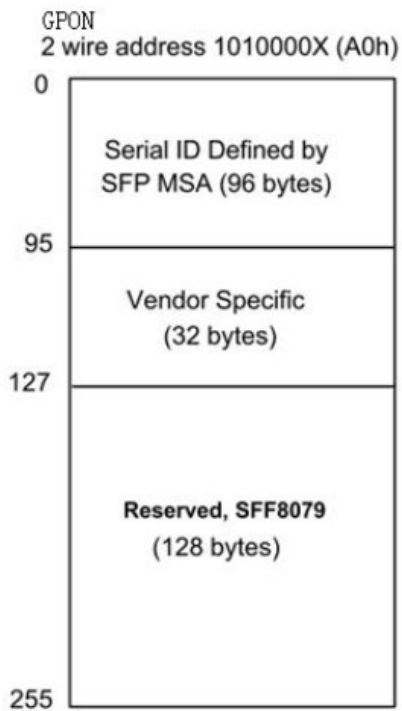 GPON
2 wire address 1010000X (A0h)
0
Serial ID Defined by
SFP MSA (96 bytes)
95
Vendor Specific
(32 bytes)
127
Reserved, SFF8079
(128 bytes)
255